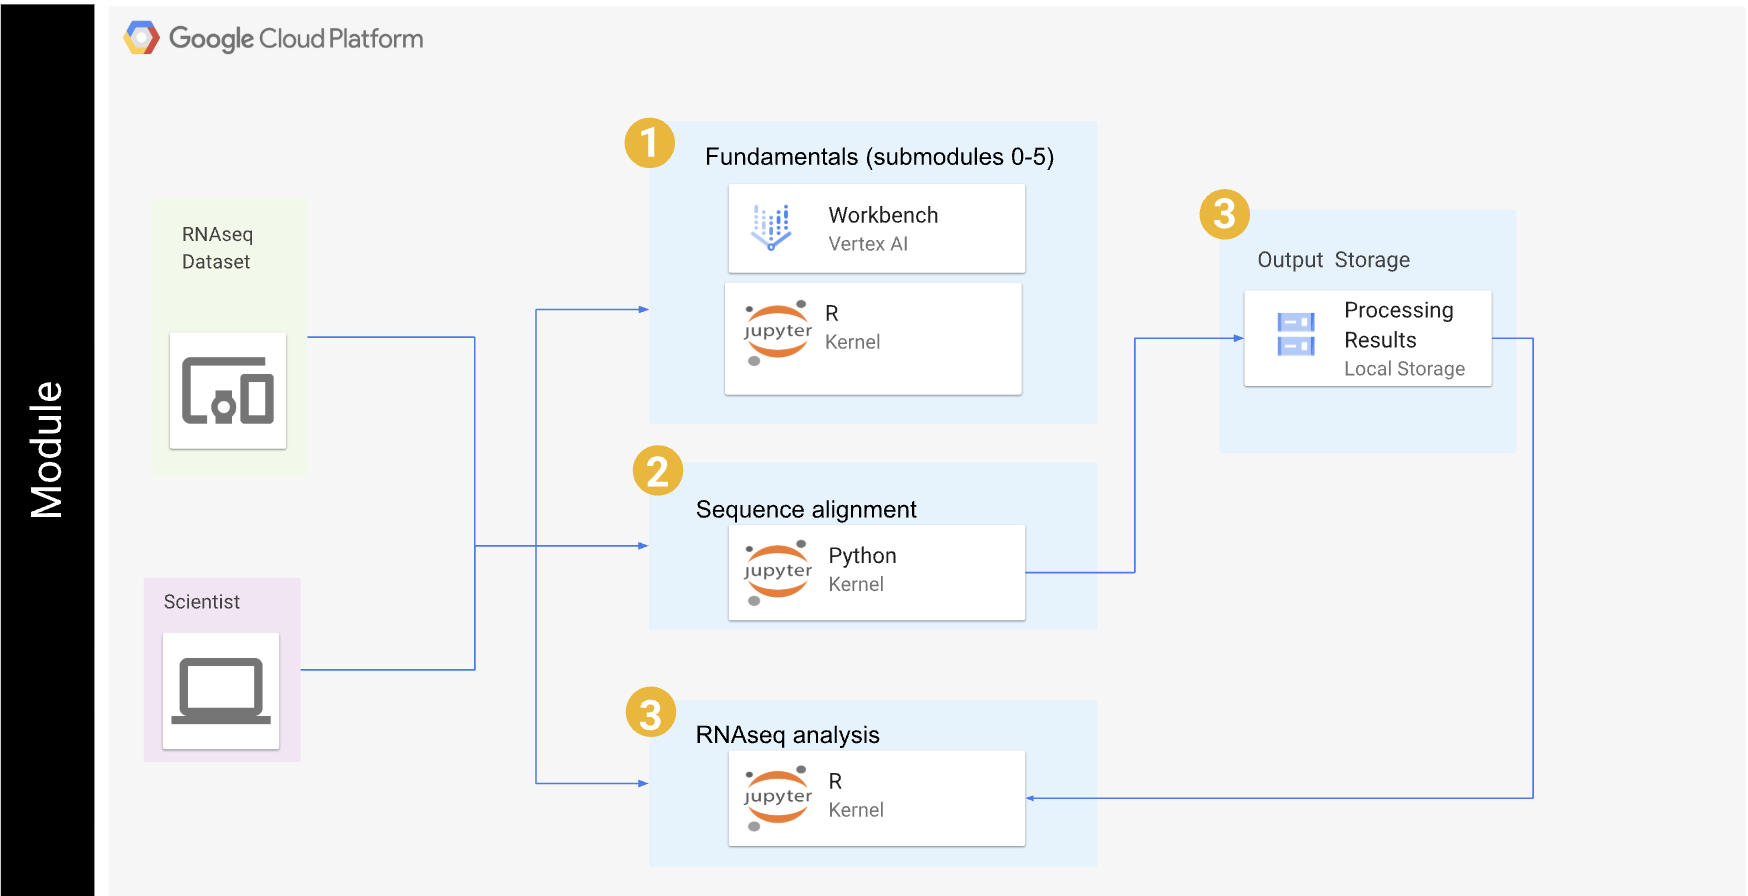 Module
Google Cloud Platform
RNAseq
Dataset
Scientist
1
Fundamentals (submodules 0-5)
Workbench
Vertex AI
jupyter
R
Kernel
2
Sequence alignment
jupyter
Python
Kernel
3
RNAseq analysis
jupyter
R
Kernel
3
Output Storage
Processing
Results
Local Storage